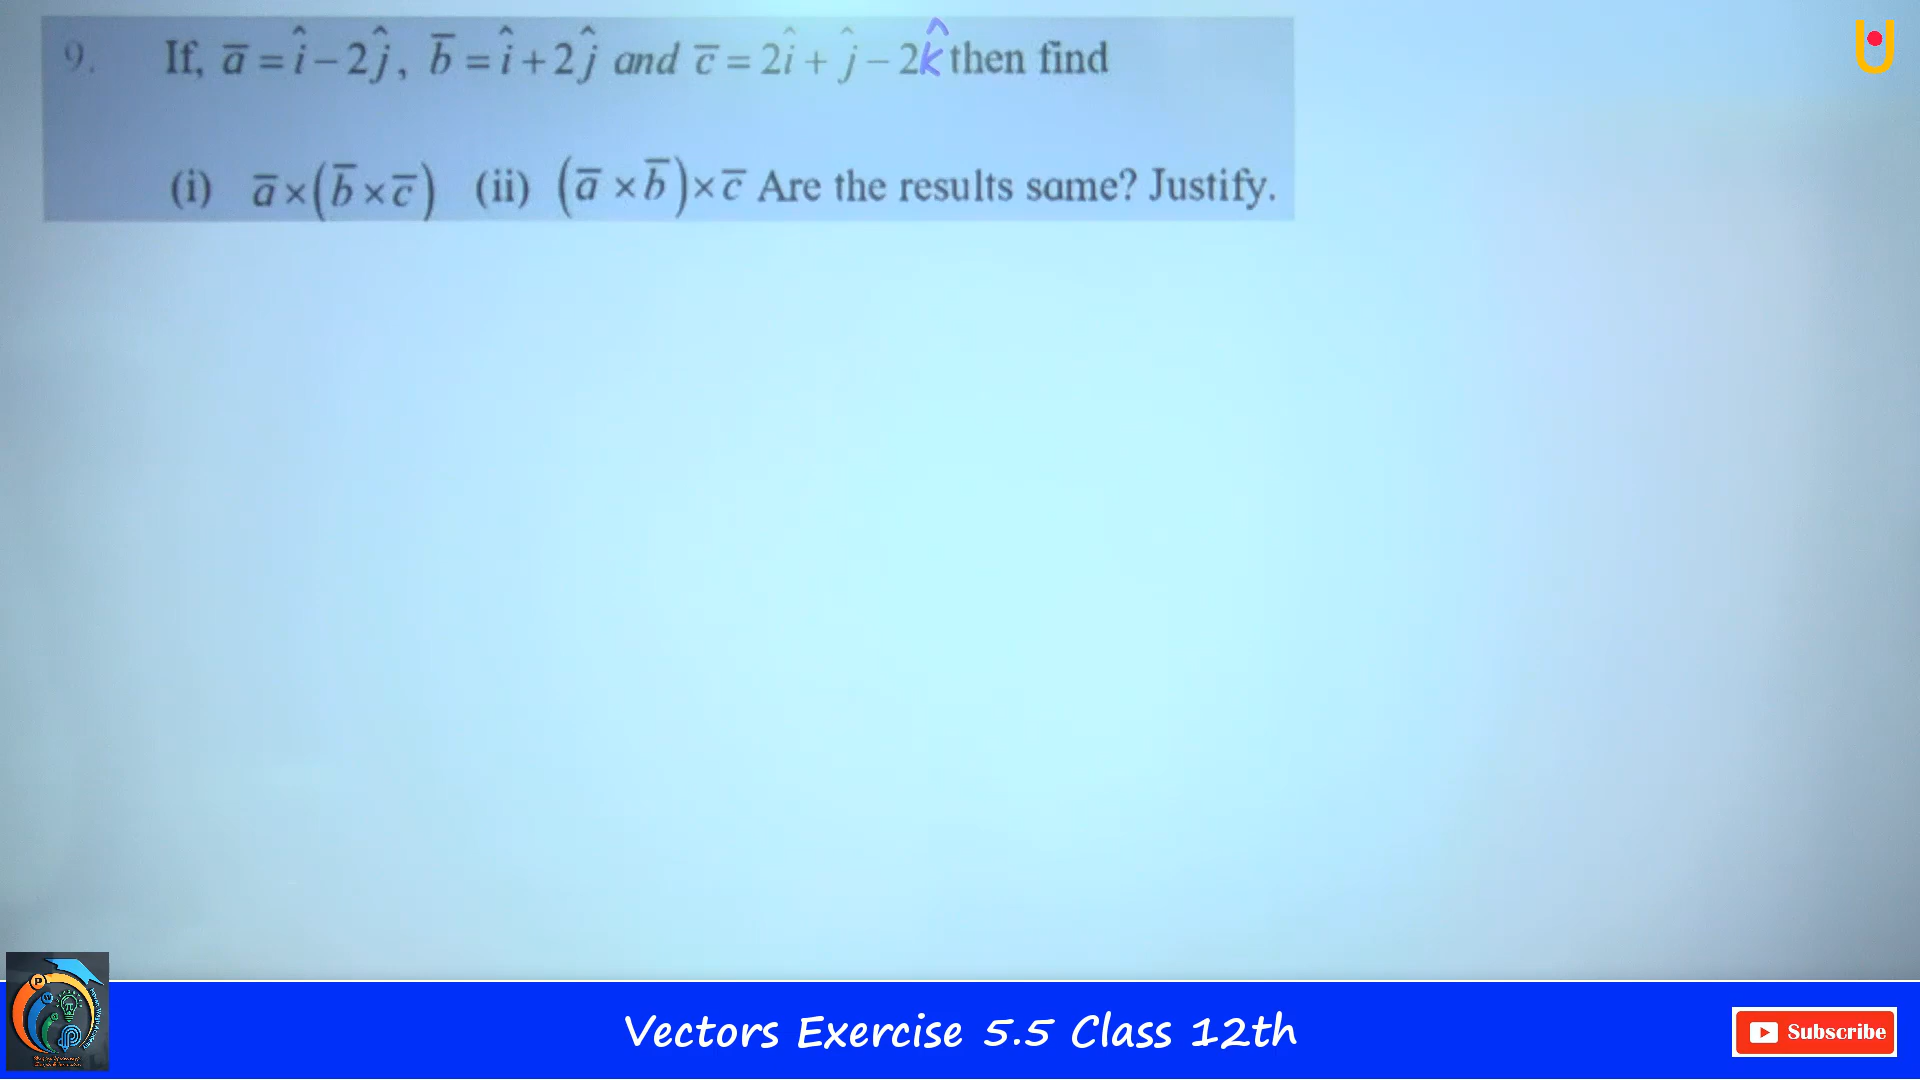 9. If, a̅ = î − 2ĵ, b̅ = î + 2ĵ and c̅ = 2î + ĵ − 2k̂ then find
(i) a̅ × (b̅ × c̅) (ii) (a̅ × b̅) × c̅ Are the results same? Justify.
Vectors Exercise 5.5 Class 12th
Subscribe